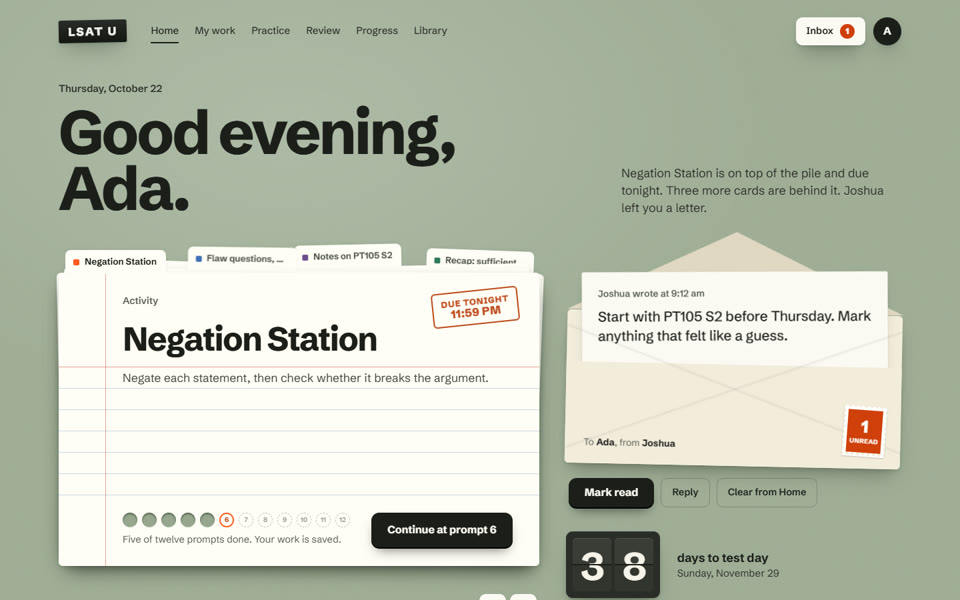 LSAT U
Home
My work
Practice
Review
Progress
Library
Inbox 1
A
Thursday, October 22
Good evening,
Ada.
Negation Station is on top of the pile and due
tonight. Three more cards are behind it. Joshua
left you a letter.
Negation Station
Flaw questions, ...
Notes on PT105 S2
Recap: sufficient
Activity
DUE TONIGHT
11:59 PM
Negation Station
Negate each statement, then check whether it breaks the argument.
6 7 8 9 10 11 12
Five of twelve prompts done. Your work is saved.
Continue at prompt 6
Joshua wrote at 9:12 am
Start with PT105 S2 before Thursday. Mark
anything that felt like a guess.
To Ada, from Joshua
1
UNREAD
Mark read
Reply
Clear from Home
38
days to test day
Sunday, November 29